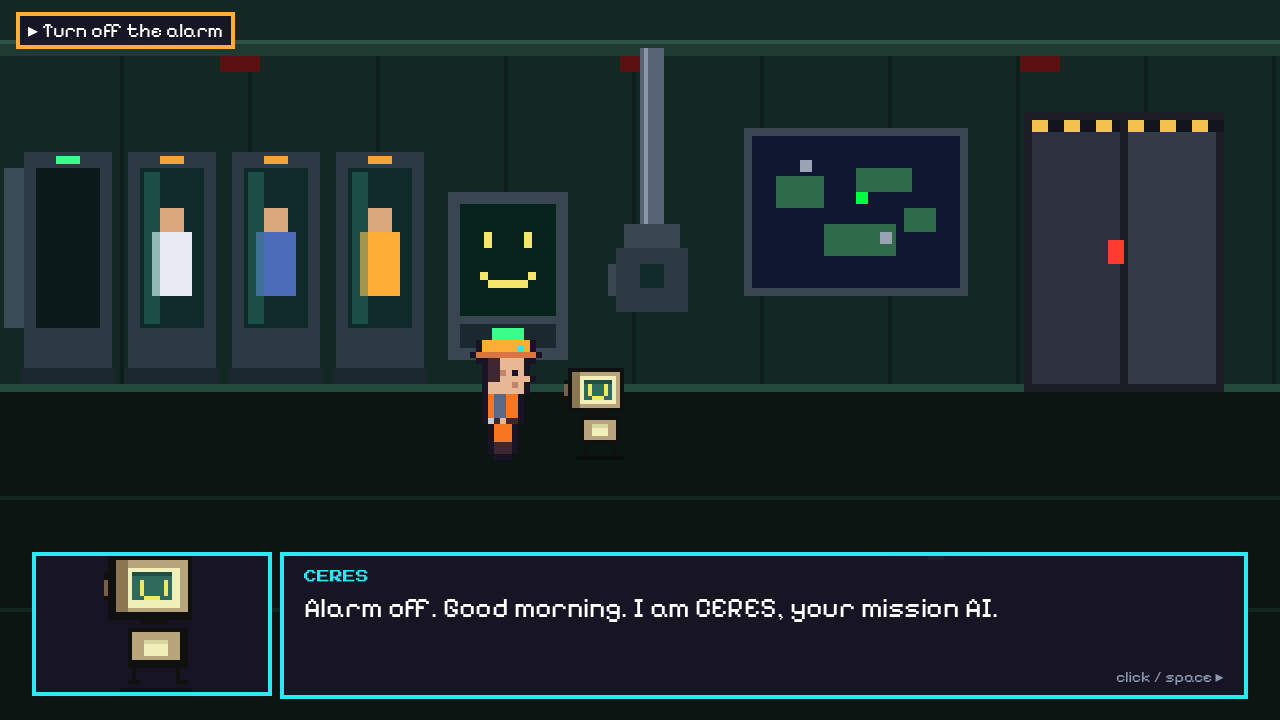 ▶ Turn off the alarm
CERES
Alarm off. Good morning. I am CERES, your mission AI.
click / space ▶